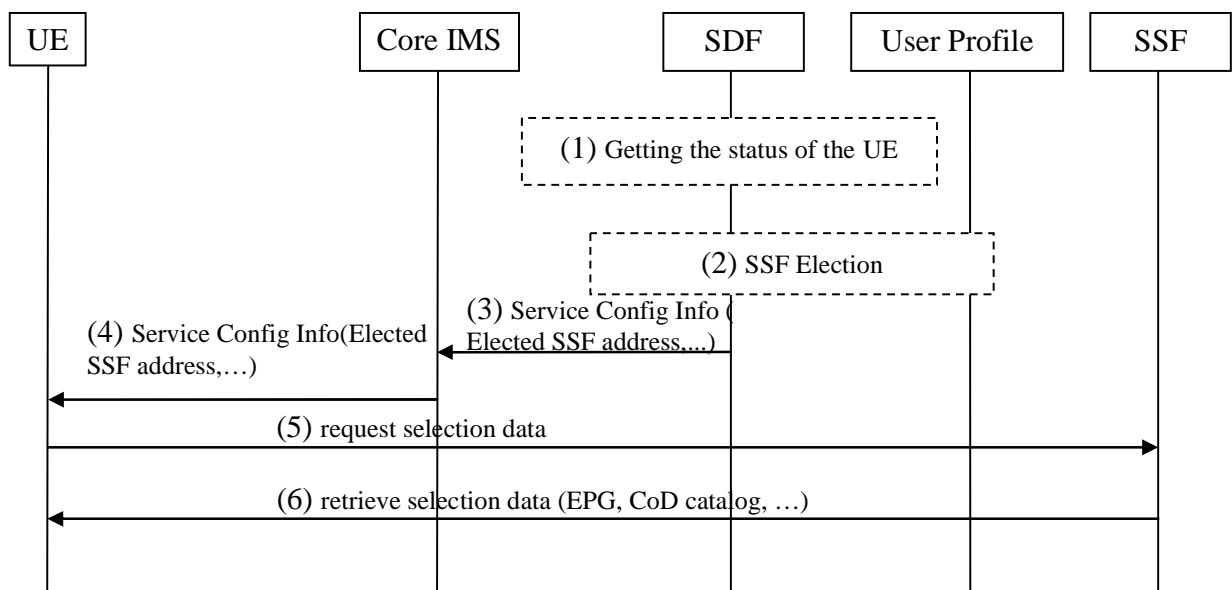 UE
Core IMS
SDF
User Profile
SSF
(1) Getting the status of the UE
(2) SSF Election
(3) Service Config Info (
Elected SSF address,...)
(4) Service Config Info(Elected
SSF address,…)
(5) request selection data
(6) retrieve selection data (EPG, CoD catalog, …)